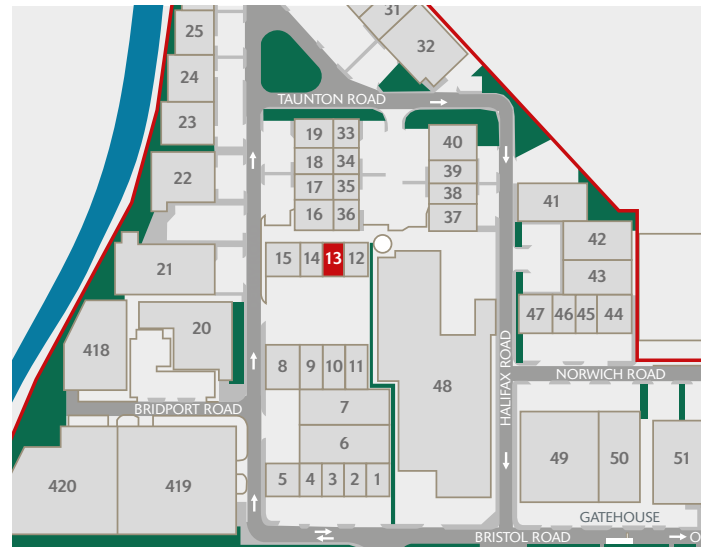 31
25
32
24
TAUNTON ROAD
23
19 33
40
18 34
22
39
17 35
38
41
16 36
37
42
21
15 14 13 12
43
47 46 45 44
20
418
8 9 10 11
48
HALIFAX ROAD
NORWICH ROAD
7
BRIDPORT ROAD
6
49 50 51
5 4 3 2 1
420 419
GATEHOUSE
BRISTOL ROAD
O